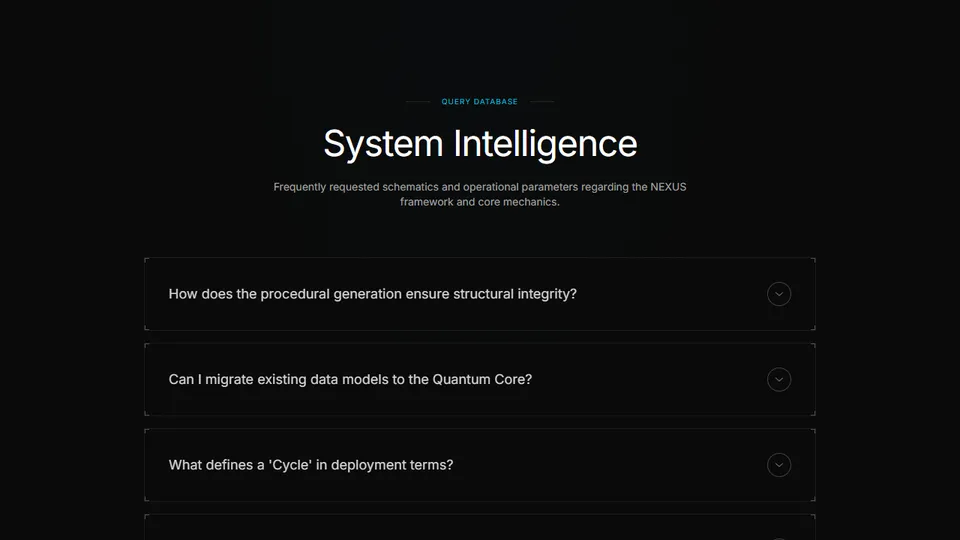 QUERY DATABASE
System Intelligence
Frequently requested schematics and operational parameters regarding the NEXUS
framework and core mechanics.
How does the procedural generation ensure structural integrity?
Can I migrate existing data models to the Quantum Core?
What defines a 'Cycle' in deployment terms?